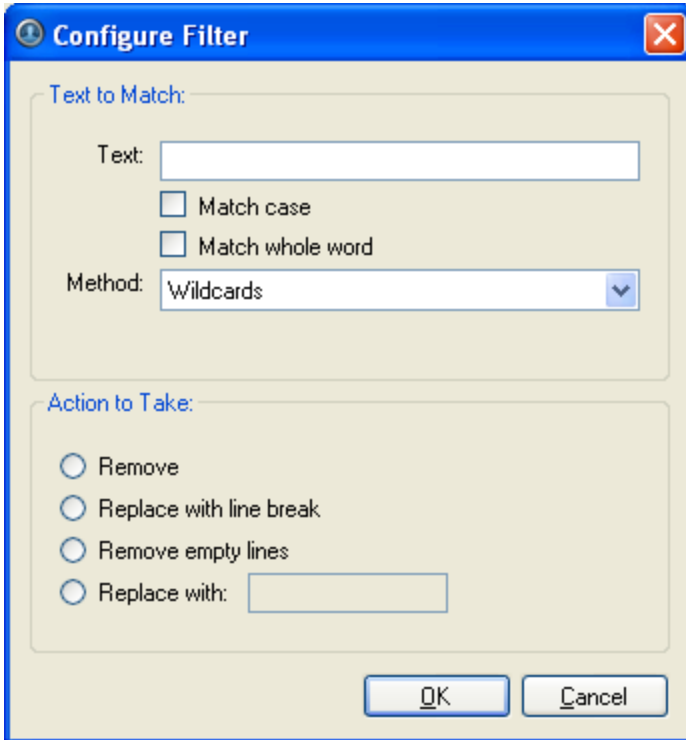 Configure Filter
Text to Match:
Text:
Match case
Match whole word
Method: Wildcards
Action to Take:
Remove
Replace with line break
Remove empty lines
Replace with:
OK Cancel